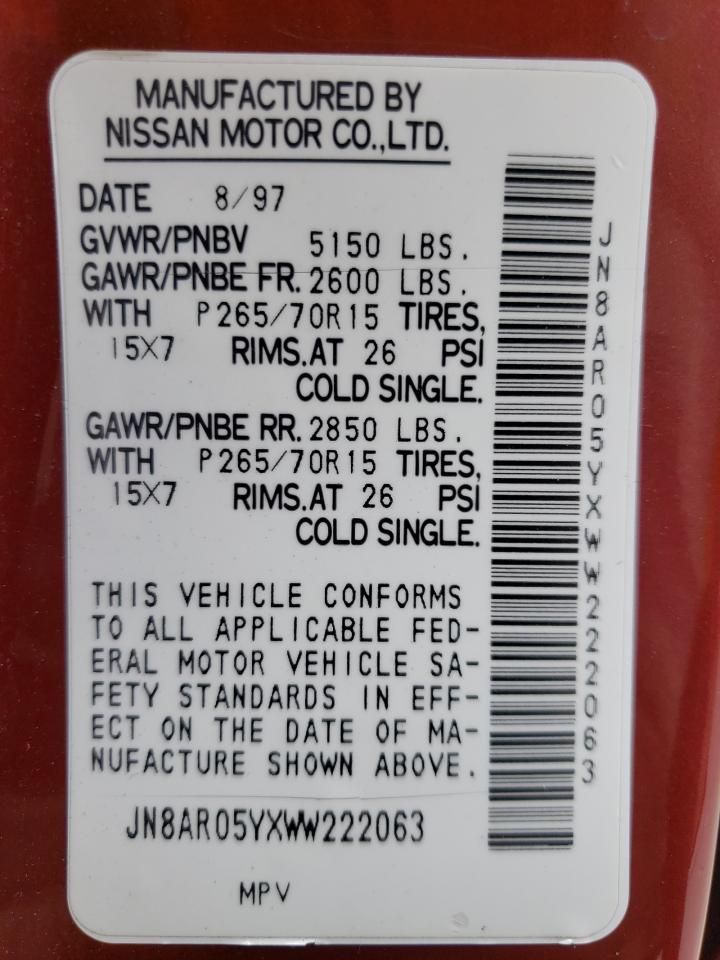 MANUFACTURED BY
NISSAN MOTOR CO.,LTD.
DATE 8/97
GVWR/PNBV 5150 LBS.
GAWR/PNBE FR. 2600 LBS.
WITH P265/70R15 TIRES,
15X7 RIMS.AT 26 PSI
COLD SINGLE.
GAWR/PNBE RR. 2850 LBS.
WITH P265/70R15 TIRES,
15X7 RIMS.AT 26 PSI
COLD SINGLE.
THIS VEHICLE CONFORMS
TO ALL APPLICABLE FED-
ERAL MOTOR VEHICLE SA-
FETY STANDARDS IN EFF-
ECT ON THE DATE OF MA-
NUFACTURE SHOWN ABOVE.
JN8AR05YXWW222063
MPV
JN8AR05YXWW222063